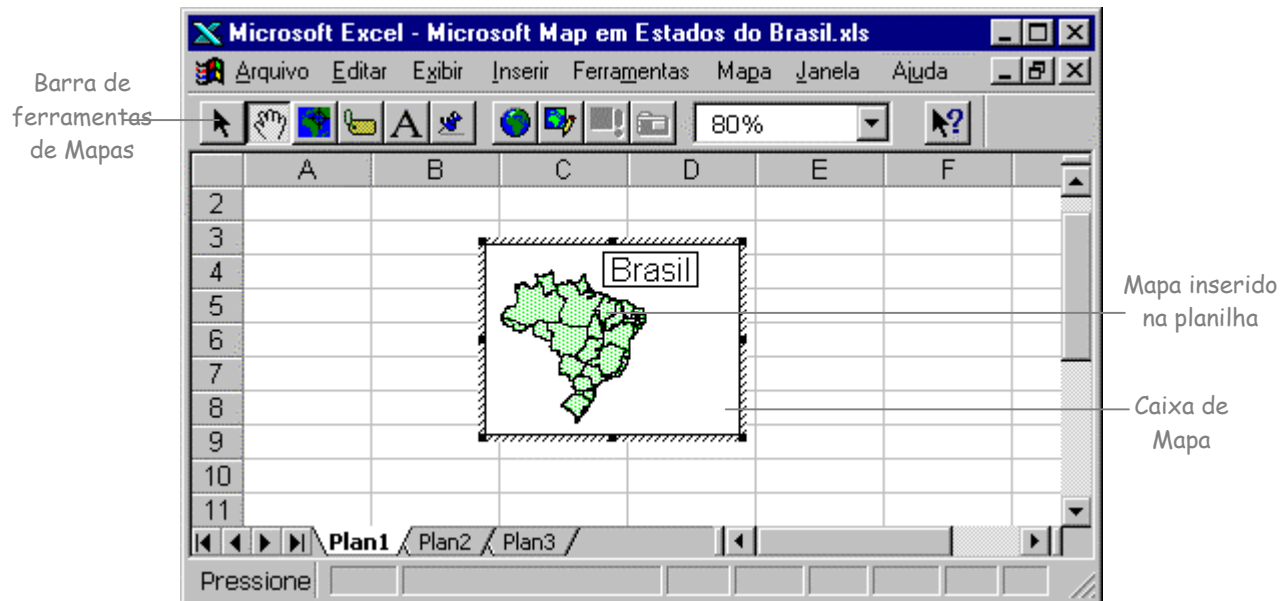 Microsoft Excel - Microsoft Map em Estados do Brasil.xls
Arquivo Editar Exibir Inserir Ferramentas Mapa Janela Ajuda
Barra de
ferramentas
de Mapas
A 80% ?
A B C D E F
2
3
4
5
6
7
8
9
10
11
Brasil
Mapa inserido
na planilha
Caixa de
Mapa
Plan1 Plan2 Plan3
Pressione